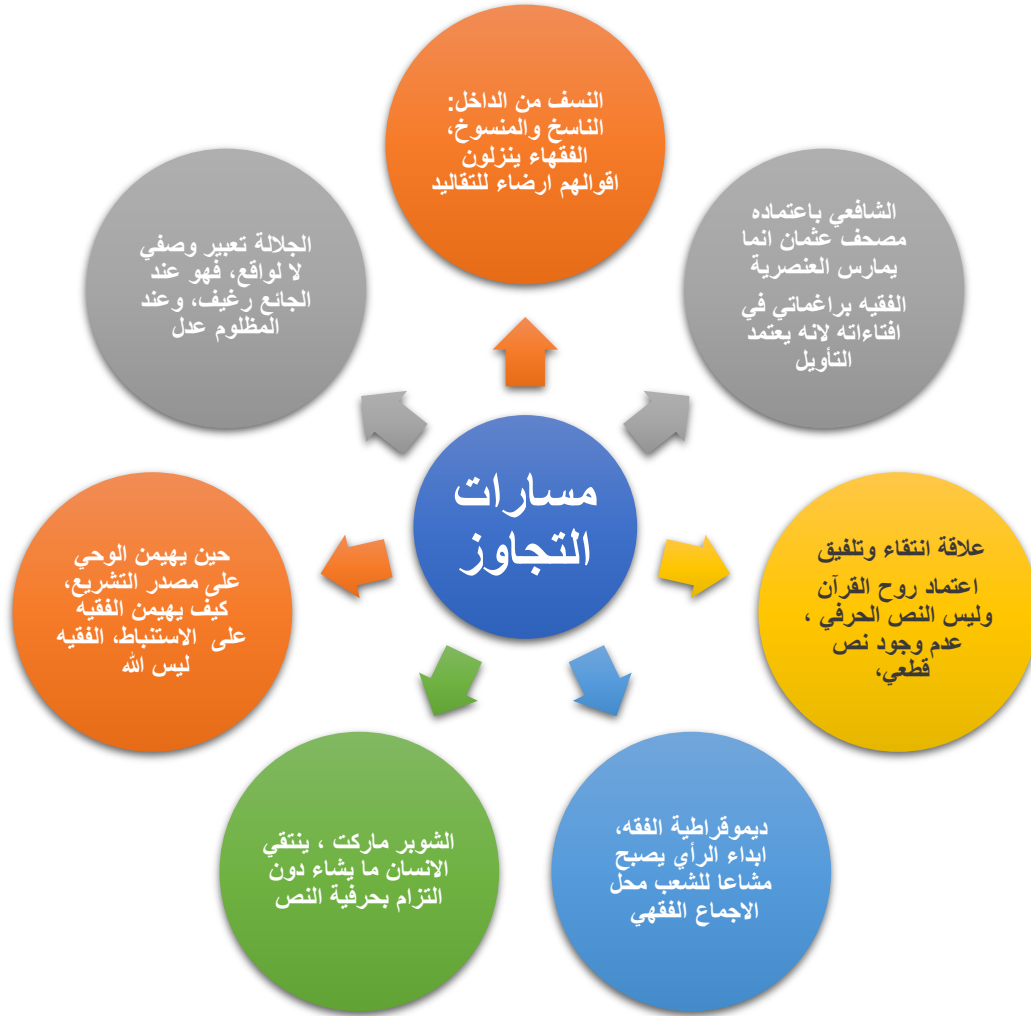 النسف من الداخل:
الناسخ والمنسوخ،
الفقهاء ينزلون
اقوالهم ارضاء للتقاليد
الشافعي باعتماده
مصحف عثمان انما
يمارس العنصرية
الفقيه براغماتي في
افتاءاته لانه يعتمد
التأويل
علاقة انتقاء وتلفيق
اعتماد روح القرآن
وليس النص الحرفي ،
عدم وجود نص
قطعي،
ديموقراطية الفقه،
ابداء الرأي يصبح
مشاعا للشعب محل
الاجماع الفقهي
الشوبر ماركت ، ينتقي
الانسان ما يشاء دون
التزام بحرفية النص
حين يهيمن الوحي
على مصدر التشريع،
كيف يهيمن الفقيه
على الاستنباط، الفقيه
ليس الله
الجلالة تعبير وصفي
لا لواقع، فهو عند
الجائع رغيف، وعند
المظلوم عدل
مسارات
التجاوز